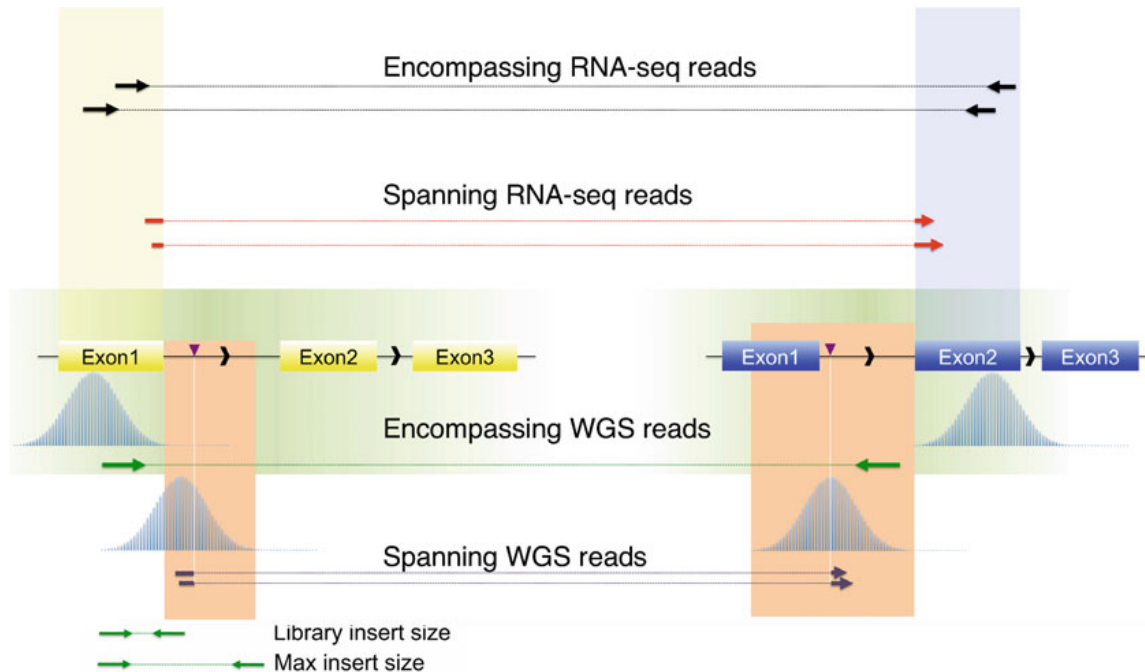 Encompassing RNA-seq reads
Spanning RNA-seq reads
Exon1 Exon2 Exon3 Exon1 Exon2 Exon3
Encompassing WGS reads
Spanning WGS reads
Library insert size
Max insert size